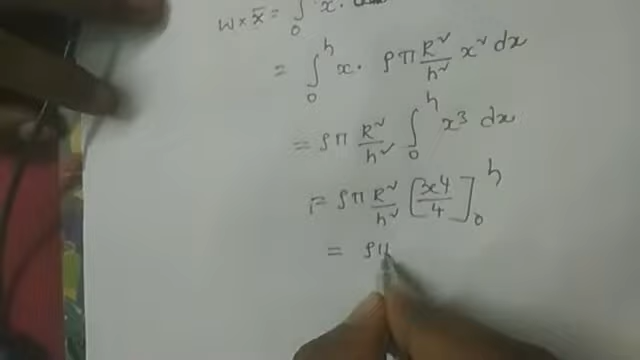 W × x̄ = ∫₀ x ·
= ∫₀ʰ x · ρπ R²/h² x² dx
= ρπ R²/h² ∫₀ʰ x³ dx
= ρπ R²/h² [x⁴/4]₀ʰ
= ρπ